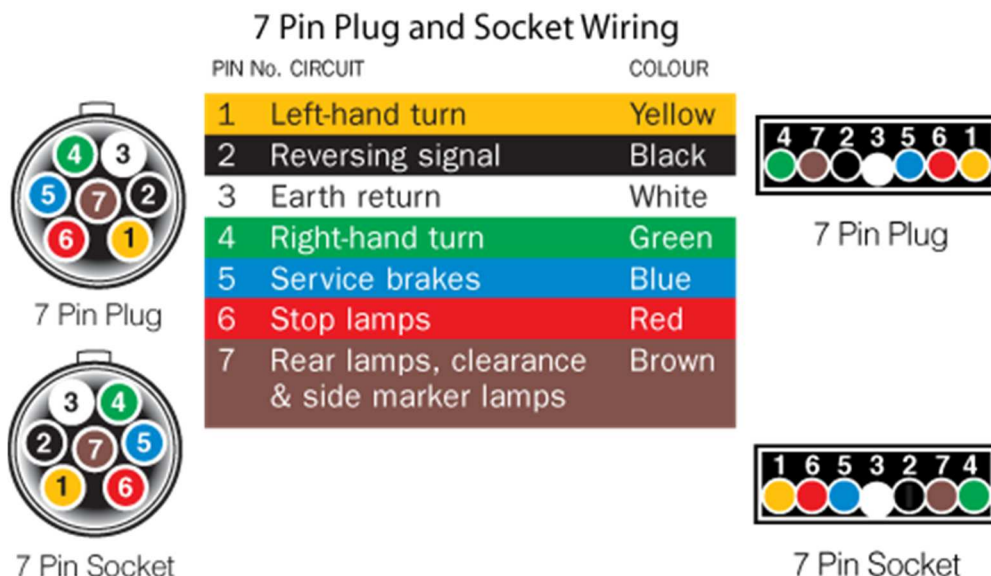 7 Pin Plug and Socket Wiring
PIN No. CIRCUIT COLOUR
1 Left-hand turn Yellow
2 Reversing signal Black
3 Earth return White
4 Right-hand turn Green
5 Service brakes Blue
6 Stop lamps Red
7 Rear lamps, clearance Brown
& side marker lamps
4 3
5 7 2
6 1
7 Pin Plug
3 4
2 7 5
1 6
7 Pin Socket
4 7 2 3 5 6 1
7 Pin Plug
1 6 5 3 2 7 4
7 Pin Socket